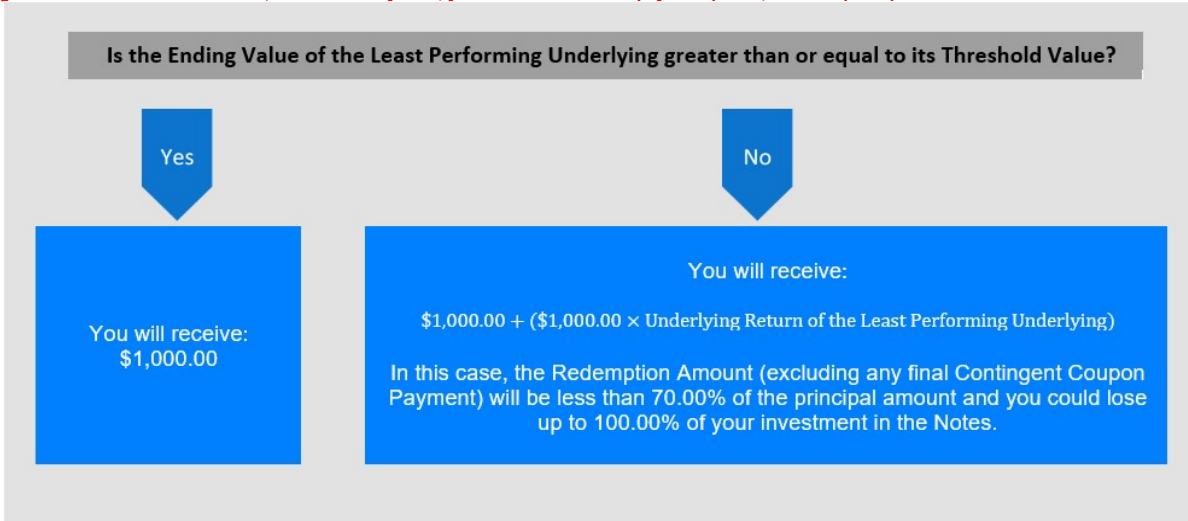 Is the Ending Value of the Least Performing Underlying greater than or equal to its Threshold Value?
Yes
No
You will receive:
$1,000.00
You will receive:
$1,000.00 + ($1,000.00 × Underlying Return of the Least Performing Underlying)
In this case, the Redemption Amount (excluding any final Contingent Coupon
Payment) will be less than 70.00% of the principal amount and you could lose
up to 100.00% of your investment in the Notes.